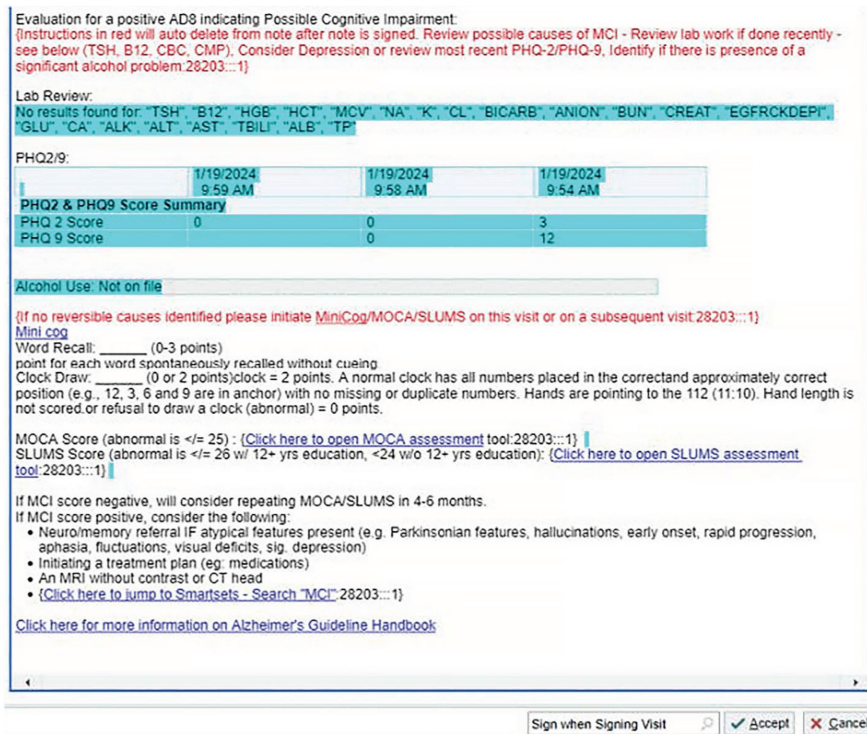 Evaluation for a positive AD8 indicating Possible Cognitive Impairment:
{Instructions in red will auto delete from note after note is signed. Review possible causes of MCI - Review lab work if done recently -
see below (TSH, B12, CBC, CMP), Consider Depression or review most recent PHQ-2/PHQ-9, Identify if there is presence of a
significant alcohol problem:28203:::1}
Lab Review:
No results found for: "TSH", "B12", "HGB", "HCT", "MCV", "NA", "K", "CL", "BICARB", "ANION", "BUN", "CREAT", "EGFRCKDEPI",
"GLU", "CA", "ALK", "ALT", "AST", "TBILI", "ALB", "TP"
PHQ2/9:
1/19/2024 1/19/2024 1/19/2024
9:59 AM 9:58 AM 9:54 AM
PHQ2 & PHQ9 Score Summary
PHQ 2 Score 0 0 3
PHQ 9 Score 0 12
Alcohol Use: Not on file
{If no reversible causes identified please initiate MiniCog/MOCA/SLUMS on this visit or on a subsequent visit:28203:::1}
Mini cog
Word Recall: ______ (0-3 points)
point for each word spontaneously recalled without cueing.
Clock Draw: ______ (0 or 2 points)clock = 2 points. A normal clock has all numbers placed in the correctand approximately correct
position (e.g., 12, 3, 6 and 9 are in anchor) with no missing or duplicate numbers. Hands are pointing to the 112 (11:10). Hand length is
not scored.or refusal to draw a clock (abnormal) = 0 points.
MOCA Score (abnormal is </= 25) : {Click here to open MOCA assessment tool:28203:::1}
SLUMS Score (abnormal is </= 26 w/ 12+ yrs education, <24 w/o 12+ yrs education): {Click here to open SLUMS assessment
tool:28203:::1}
If MCI score negative, will consider repeating MOCA/SLUMS in 4-6 months.
If MCI score positive, consider the following:
• Neuro/memory referral IF atypical features present (e.g. Parkinsonian features, hallucinations, early onset, rapid progression,
aphasia, fluctuations, visual deficits, sig. depression)
• Initiating a treatment plan (eg: medications)
• An MRI without contrast or CT head
• {Click here to jump to Smartsets - Search "MCI":28203:::1}
Click here for more information on Alzheimer's Guideline Handbook
Sign when Signing Visit Accept Cancel